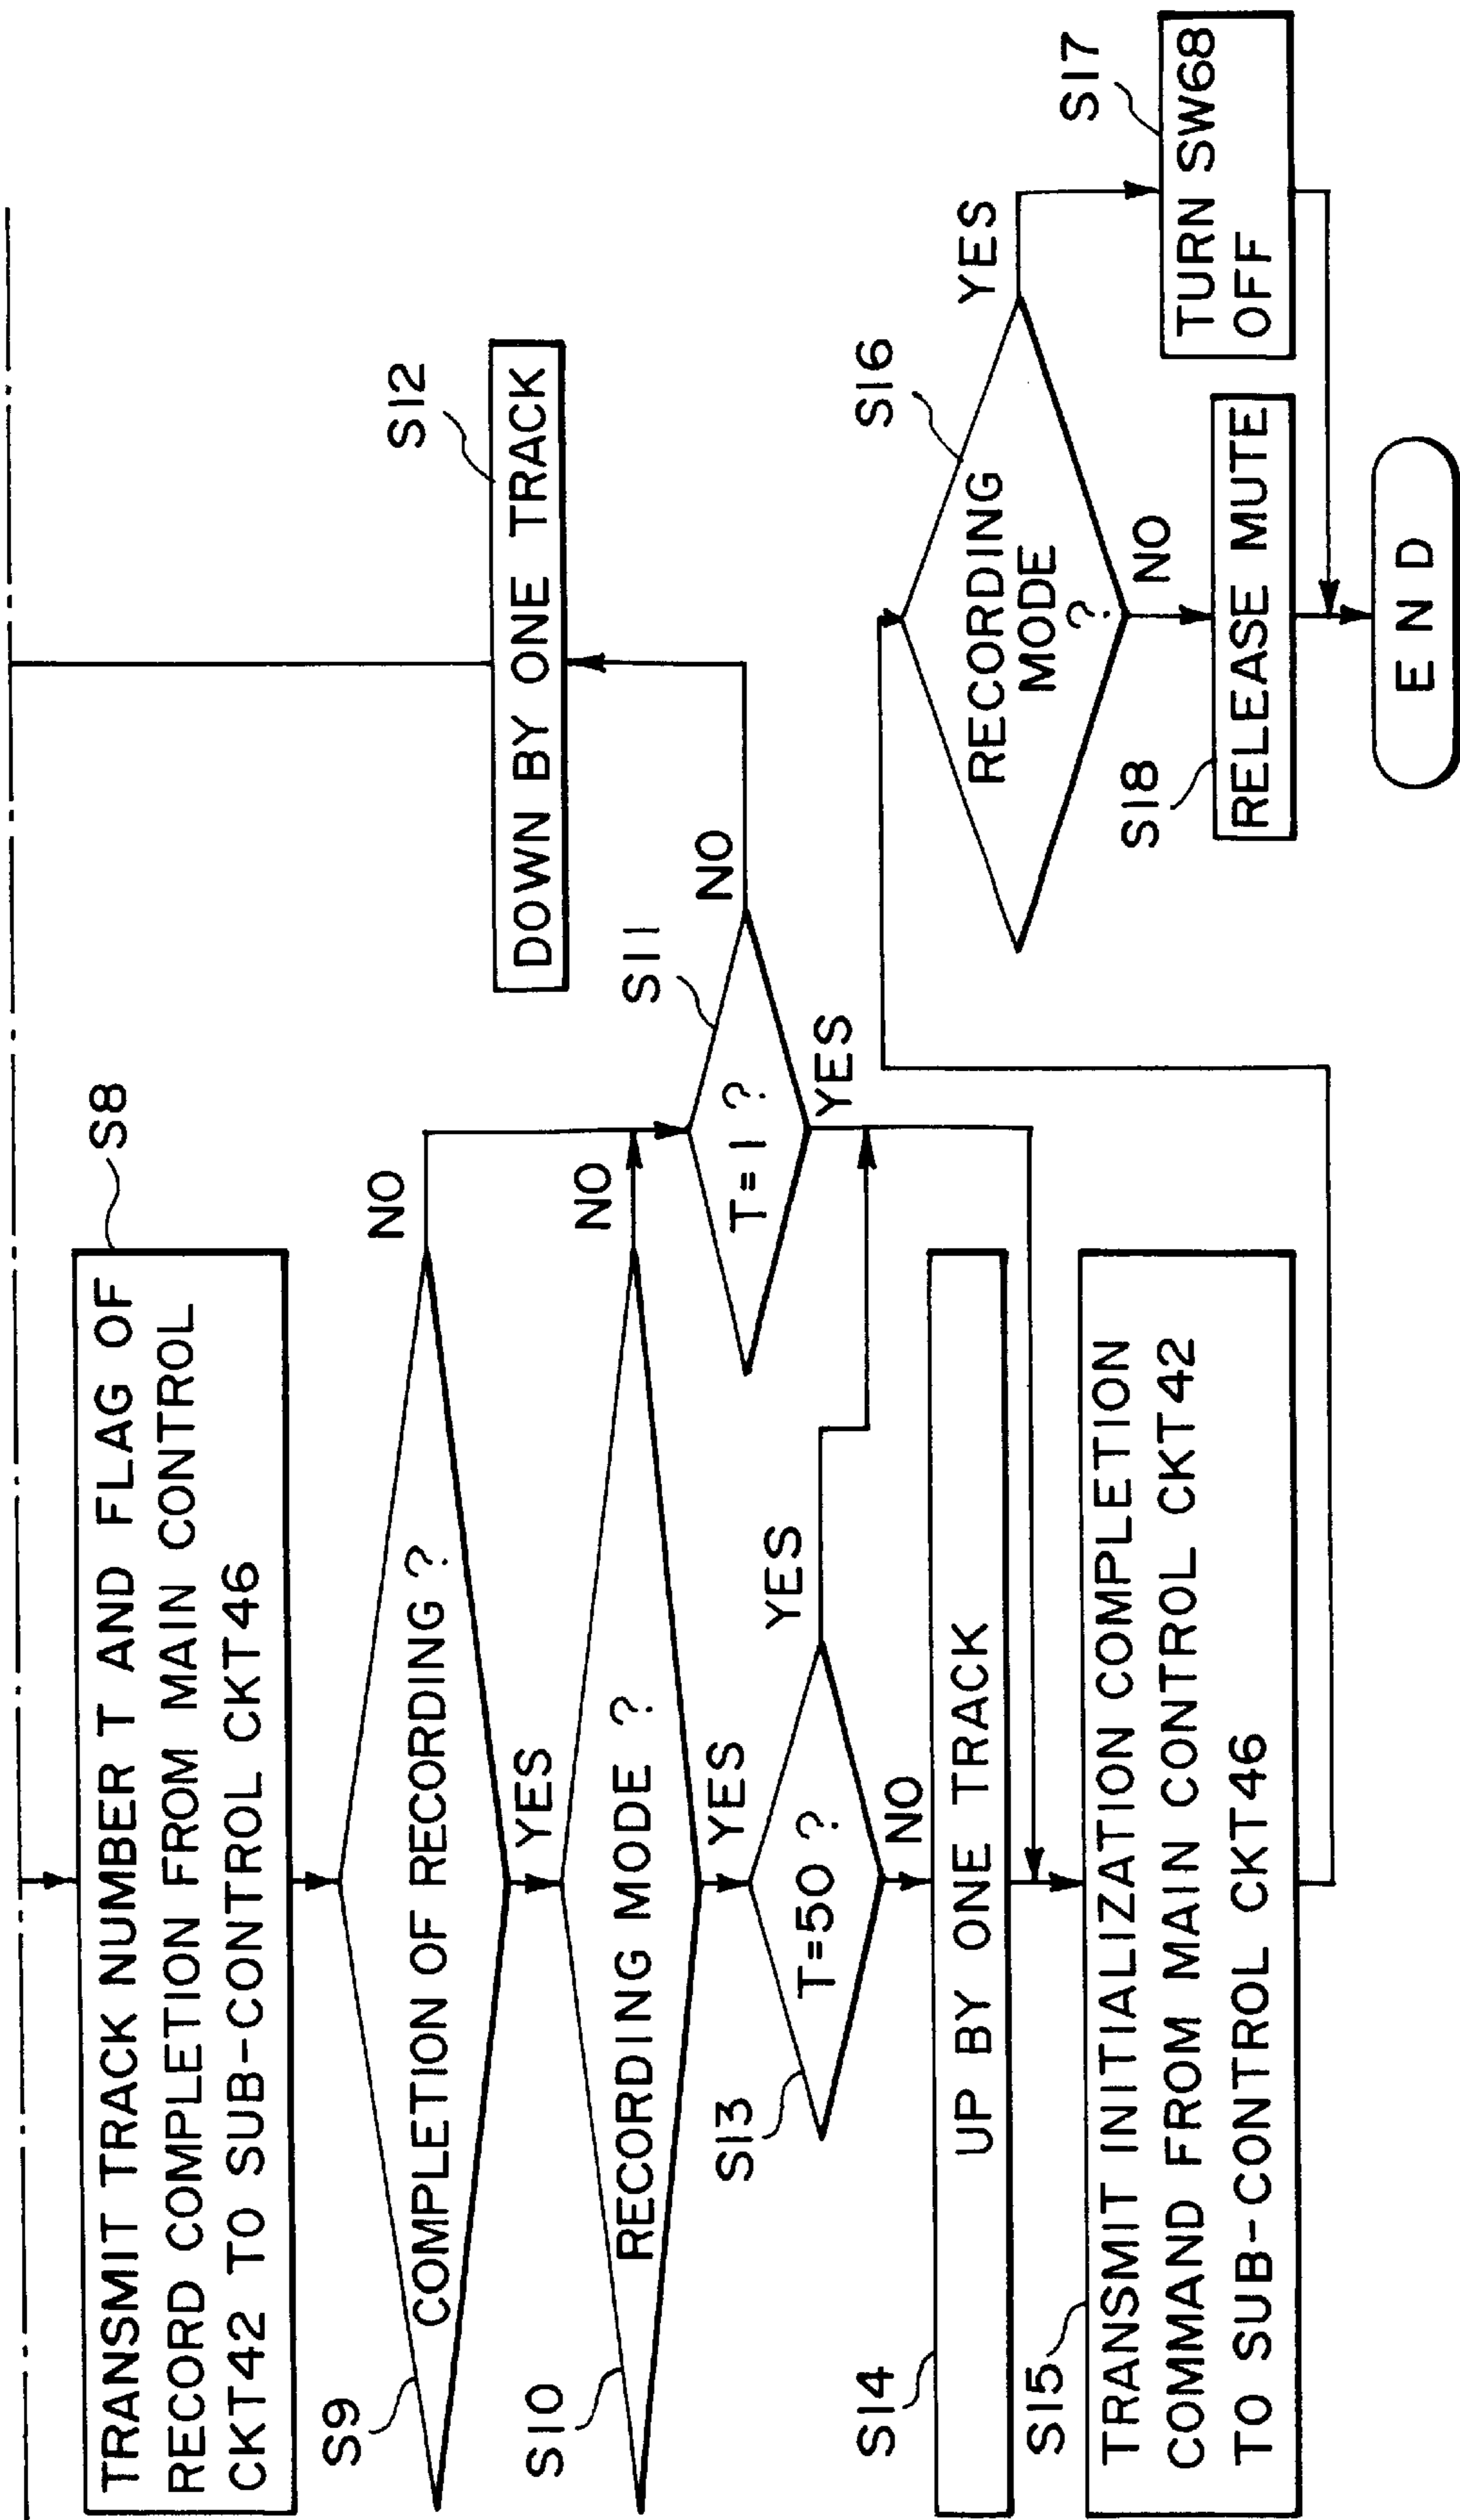 S8
TRANSMIT TRACK NUMBER T AND FLAG OF
RECORD COMPLETION FROM MAIN CONTROL
CKT42 TO SUB-CONTROL CKT46
S9
COMPLETION OF RECORDING ?
NO
YES
S10
RECORDING MODE ?
NO
YES
S11
T=1 ?
NO
YES
S12
DOWN BY ONE TRACK
S13
T=50 ?
YES
NO
S14
UP BY ONE TRACK
S15
TRANSMIT INITIALIZATION COMPLETION
COMMAND FROM MAIN CONTROL CKT42
TO SUB-CONTROL CKT46
S16
RECORDING
MODE
?
YES
NO
S17
TURN SW68
OFF
S18
RELEASE MUTE
END